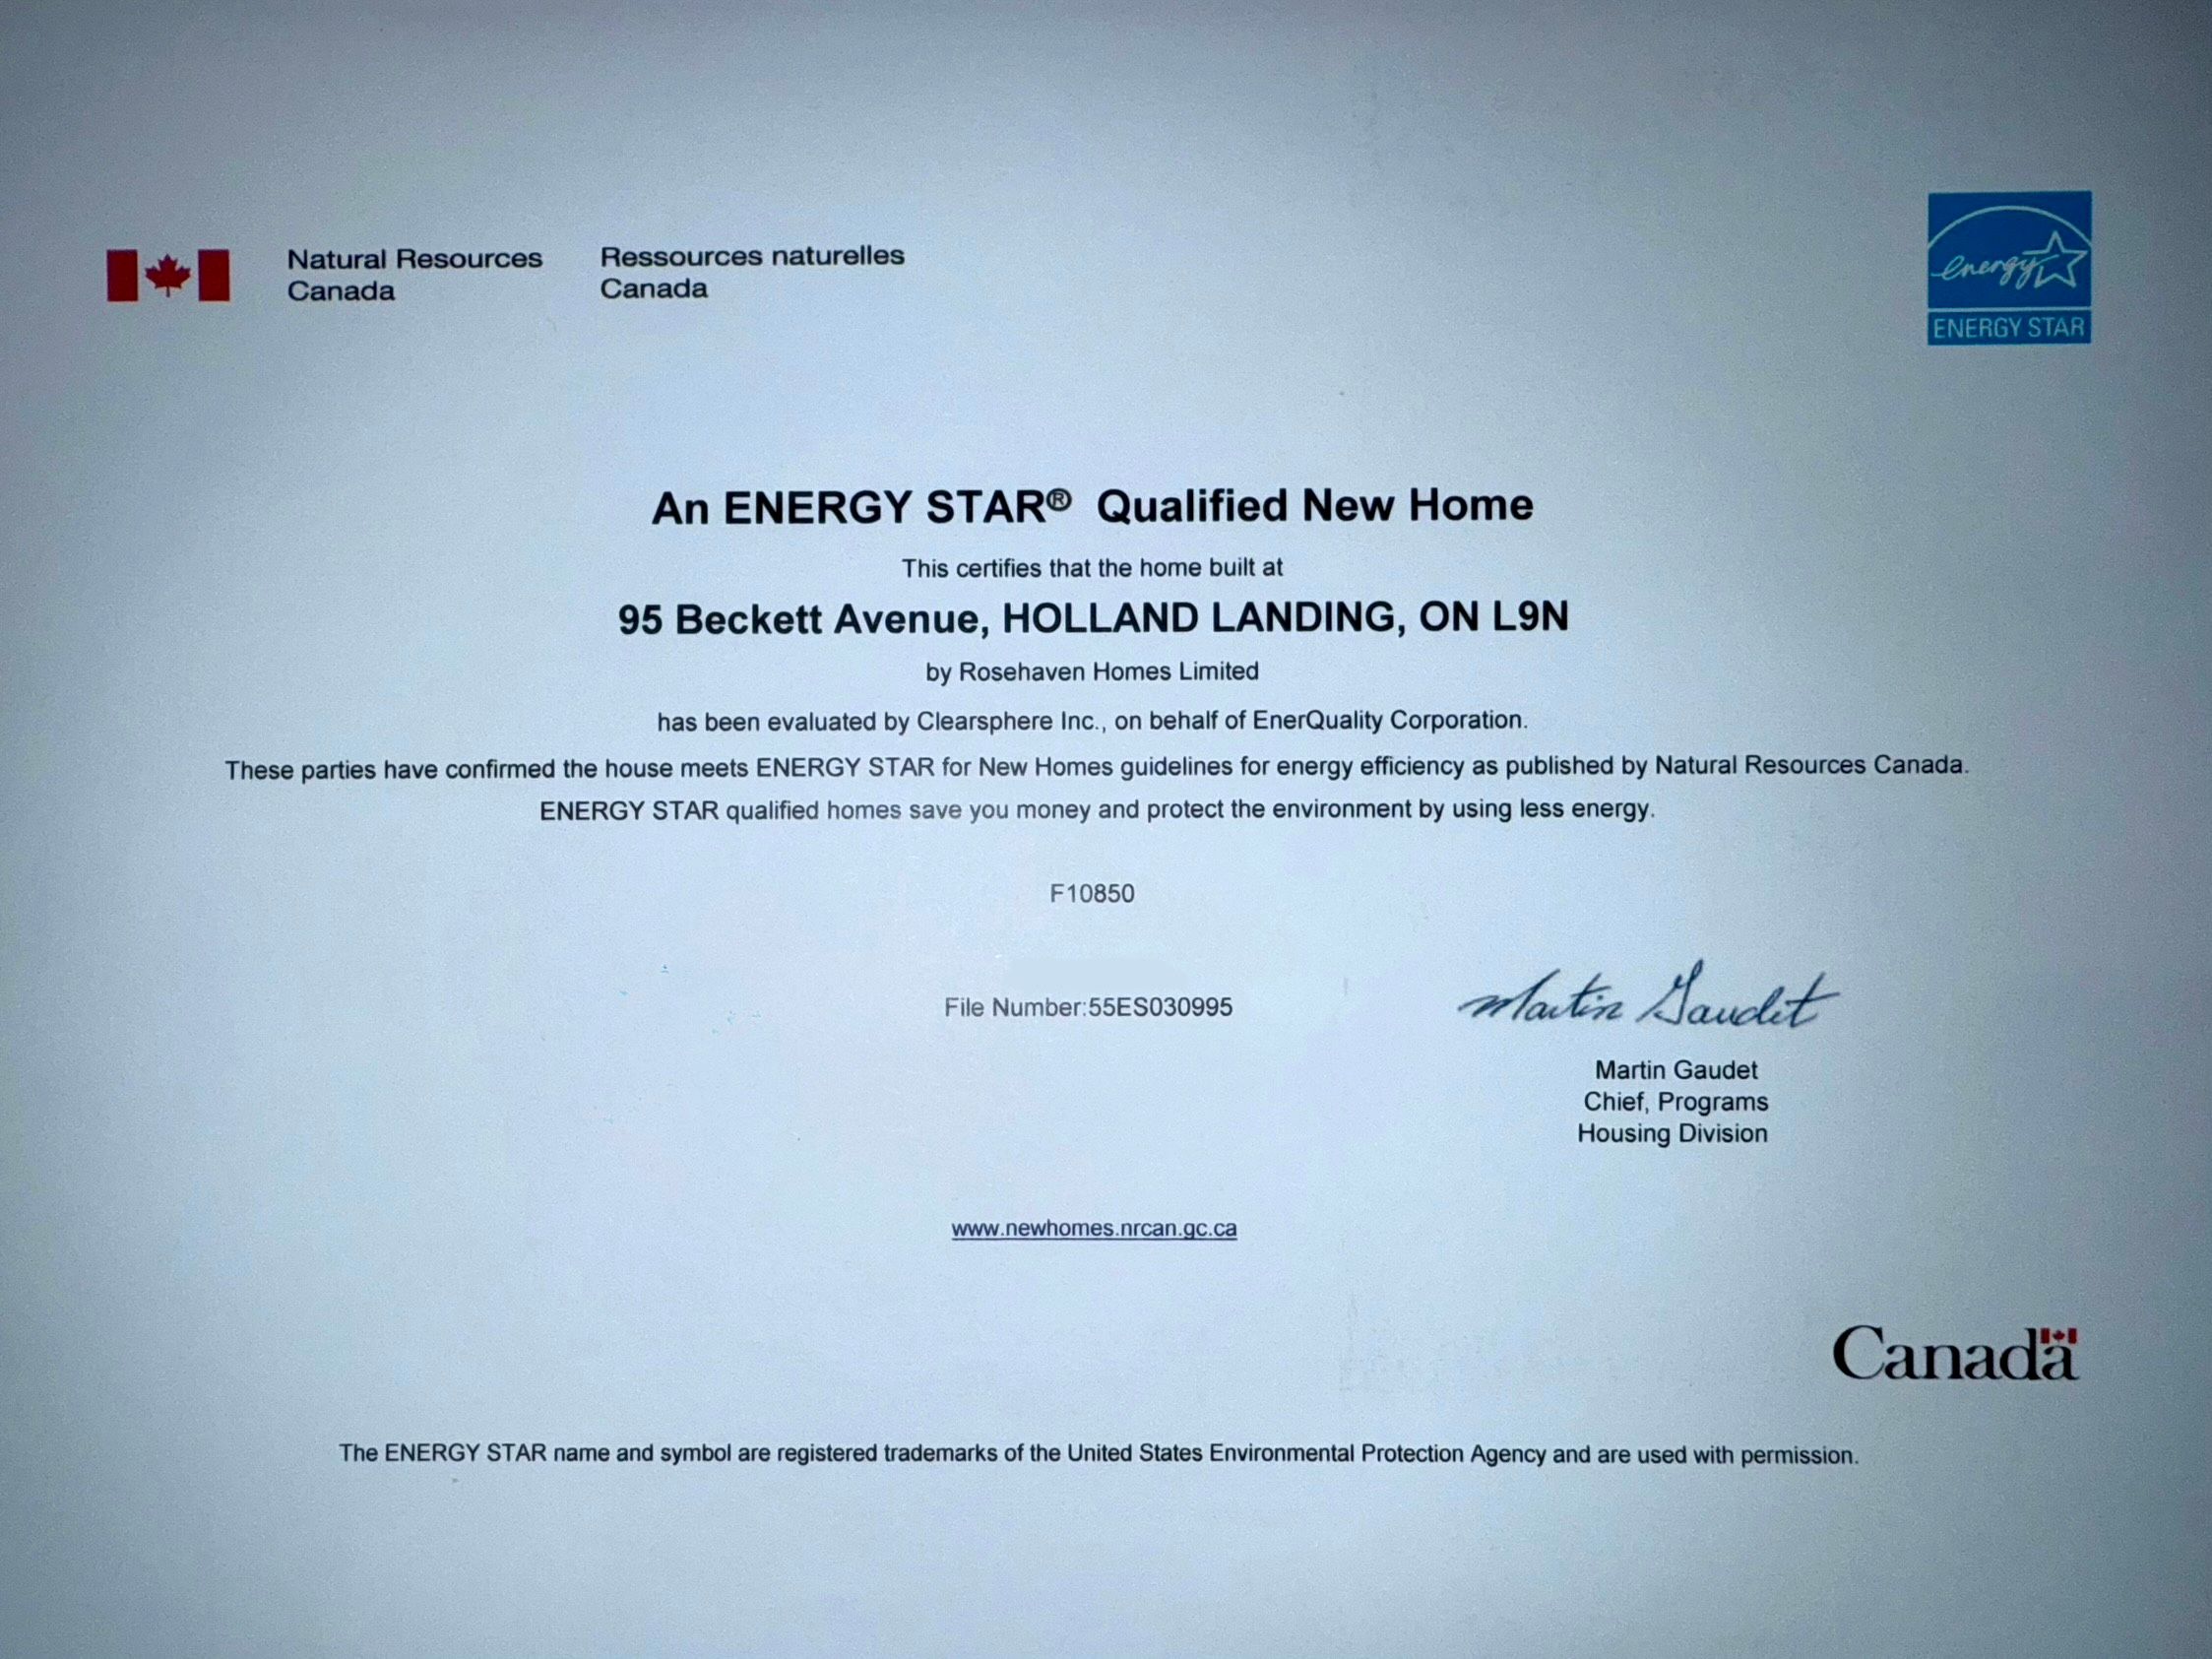 Natural Resources Canada
Ressources naturelles Canada
energy
ENERGY STAR
An ENERGY STAR® Qualified New Home
This certifies that the home built at
95 Beckett Avenue, HOLLAND LANDING, ON L9N
by Rosehaven Homes Limited
has been evaluated by Clearsphere Inc., on behalf of EnerQuality Corporation.
These parties have confirmed the house meets ENERGY STAR for New Homes guidelines for energy efficiency as published by Natural Resources Canada.
ENERGY STAR qualified homes save you money and protect the environment by using less energy.
F10850
File Number:55ES030995
Martin Gaudet
Martin Gaudet
Chief, Programs
Housing Division
www.newhomes.nrcan.gc.ca
Canada
The ENERGY STAR name and symbol are registered trademarks of the United States Environmental Protection Agency and are used with permission.